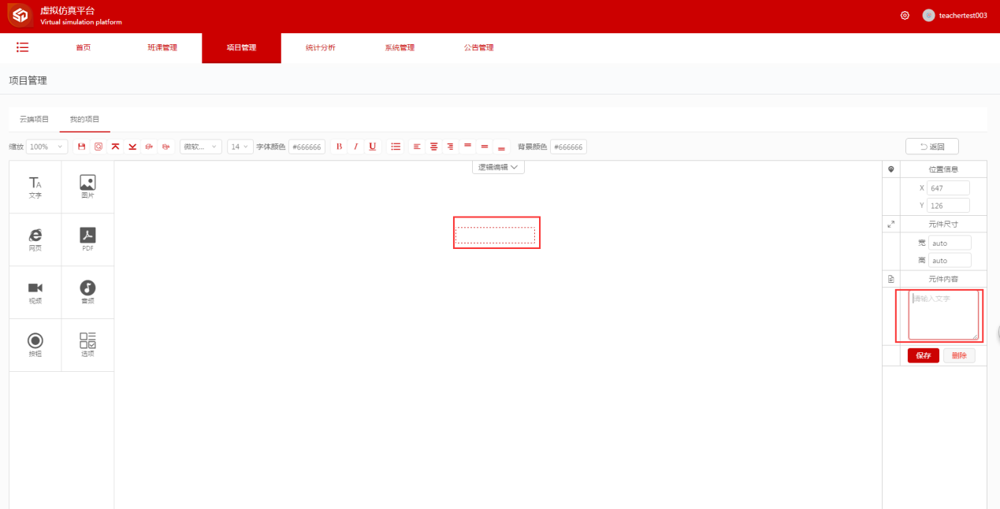 虚拟仿真平台
Virtual simulation platform
teachertest003
首页 班课管理 项目管理 统计分析 系统管理 公告管理
项目管理
云端项目 我的项目
缩放 100% 微软... 14 字体颜色 #666666 B I U 背景颜色 #666666 返回
逻辑编辑
文字 图片
网页 PDF
视频 音频
按钮 选项
位置信息
X 647
Y 126
元件尺寸
宽 auto
高 auto
元件内容
请输入文字
保存 删除